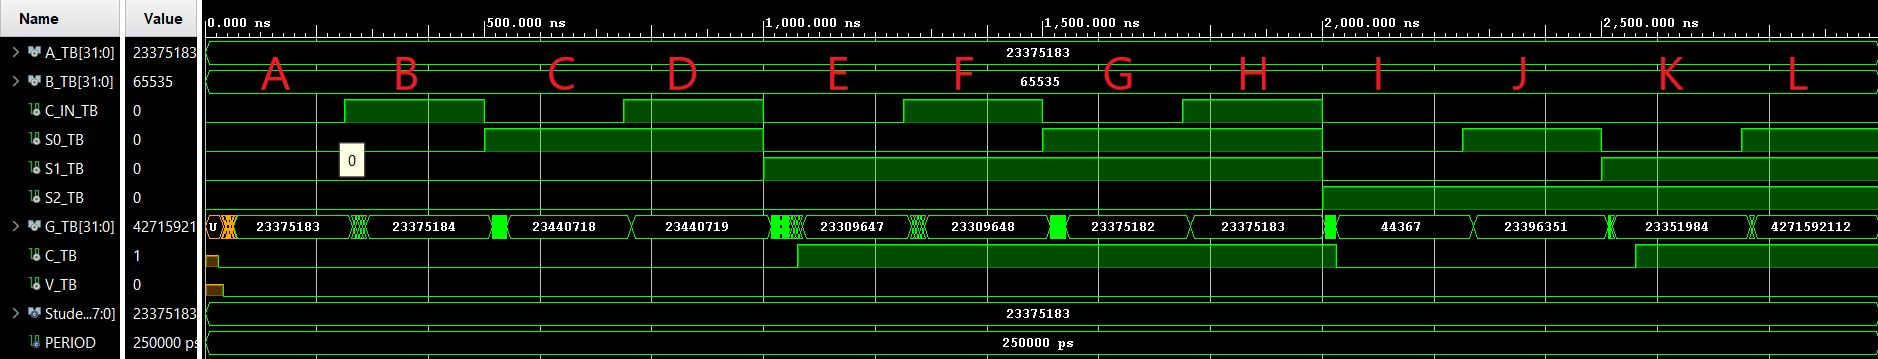 Name Value 0.000 ns 500.000 ns 1,000.000 ns 1,500.000 ns 2,000.000 ns 2,500.000 ns
A_TB[31:0] 23375183 23375183
A B C D E F G H I J K L
B_TB[31:0] 65535 65535
C_IN_TB 0
S0_TB 0
0
S1_TB 0
S2_TB 0
G_TB[31:0] 42715921 U 23375183 23375184 23440718 23440719 23309647 23309648 23375182 23375183 44367 23396351 23351984 4271592112
C_TB 1
V_TB 0
Stude...7:0] 23375183 23375183
PERIOD 250000 ps 250000 ps